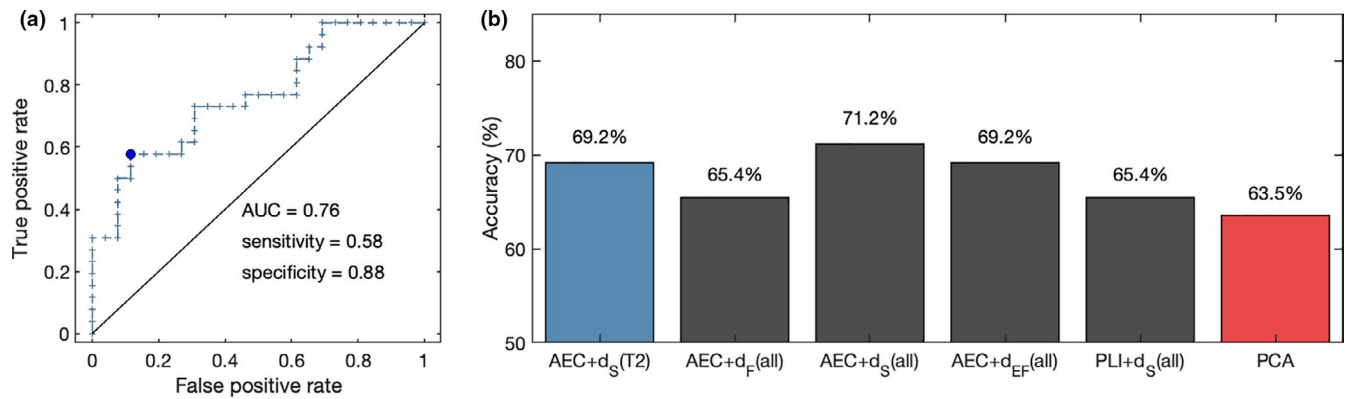 (a)
True positive rate
1
0.8
0.6
0.4
0.2
0
AUC = 0.76
sensitivity = 0.58
specificity = 0.88
0 0.2 0.4 0.6 0.8 1
False positive rate
(b)
Accuracy (%)
80
70
60
50
69.2% 65.4% 71.2% 69.2% 65.4% 63.5%
AEC+dS(T2) AEC+dF(all) AEC+dS(all) AEC+dEF(all) PLI+dS(all) PCA